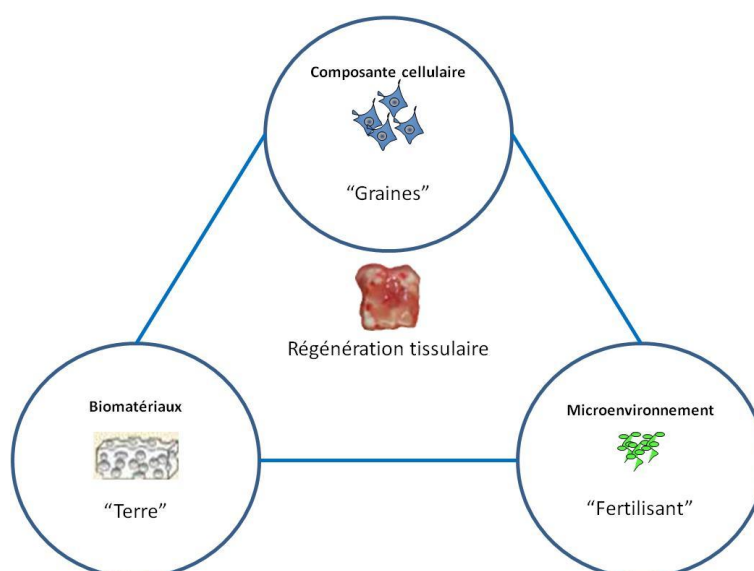 Composante cellulaire
“Graines”
Régénération tissulaire
Biomatériaux
“Terre”
Microenvironnement
“Fertilisant”